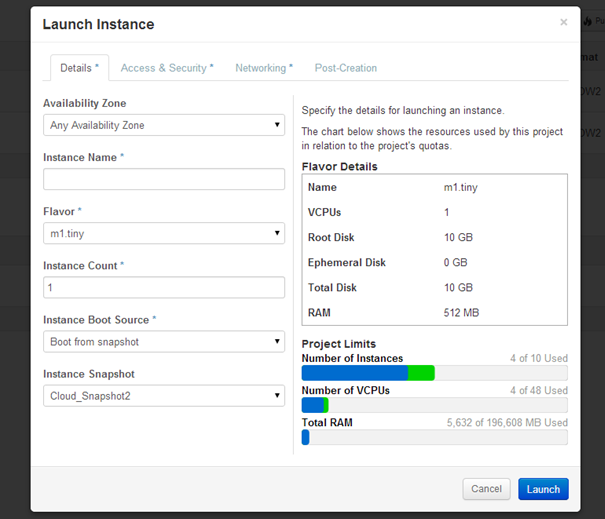 Launch Instance
×
Details *
Access & Security *
Networking *
Post-Creation
Availability Zone
Any Availability Zone
Instance Name *
Flavor *
m1.tiny
Instance Count *
1
Instance Boot Source *
Boot from snapshot
Instance Snapshot
Cloud_Snapshot2
Specify the details for launching an instance.
The chart below shows the resources used by this project
in relation to the project's quotas.
Flavor Details
Name m1.tiny
VCPUs 1
Root Disk 10 GB
Ephemeral Disk 0 GB
Total Disk 10 GB
RAM 512 MB
Project Limits
Number of Instances 4 of 10 Used
Number of VCPUs 4 of 48 Used
Total RAM 5,632 of 196,608 MB Used
Cancel
Launch